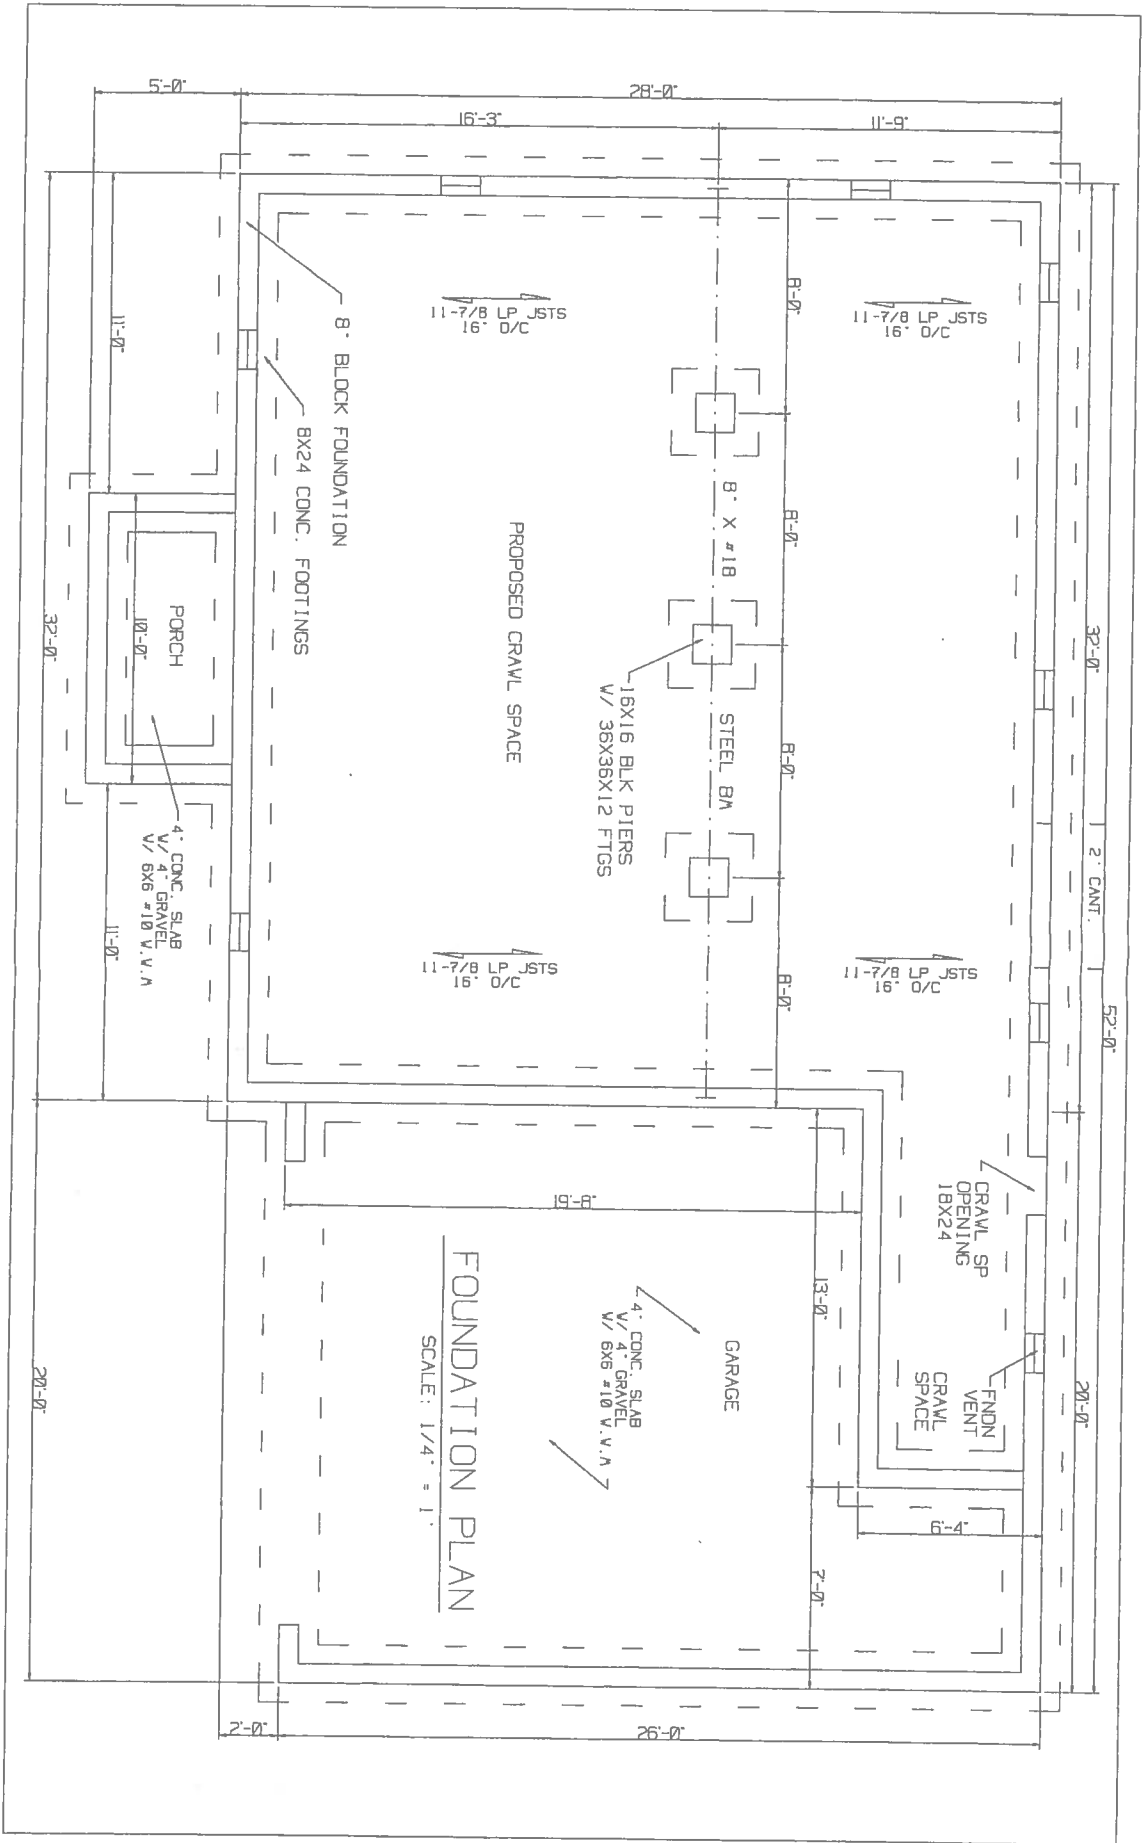 52'-0"
32'-0"
20'-0"
2' CANT.
28'-0"
11'-9"
16'-3"
5'-0"
11-7/8 LP JSTS
16" O/C
11-7/8 LP JSTS
16" O/C
CRAWL SP
OPENING
18X24
FNDN
VENT
CRAWL
SPACE
6'-4"
8'-0"
8'-0"
8'-0"
8'-0"
13'-0"
7'-0"
8" X #18
STEEL BM
16X16 BLK PIERS
W/ 36X36X12 FTGS
GARAGE
4" CONC. SLAB
W/ 4" GRAVEL
W/ 6X6 #10 W.W.M
19'-8"
26'-0"
2'-0"
PROPOSED CRAWL SPACE
11-7/8 LP JSTS
16" O/C
11-7/8 LP JSTS
16" O/C
FOUNDATION PLAN
SCALE: 1/4" = 1'
8" BLOCK FOUNDATION
8X24 CONC. FOOTINGS
PORCH
4" CONC. SLAB
W/ 4" GRAVEL
W/ 6X6 #10 W.W.M
11'-0"
10'-0"
11'-0"
32'-0"
20'-0"